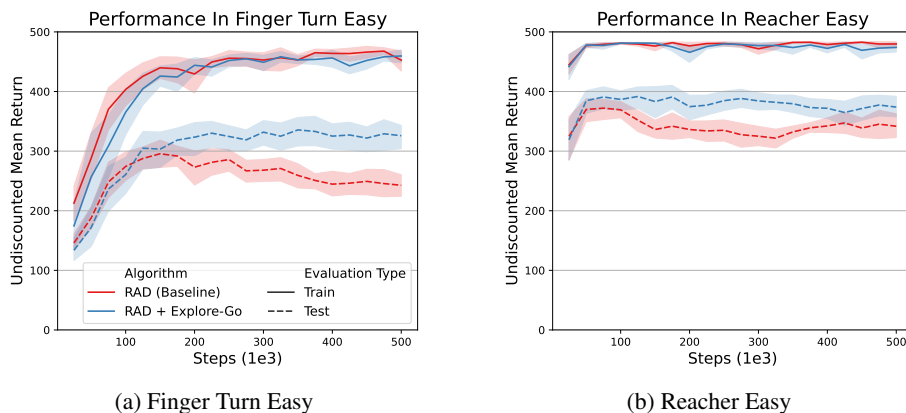 Performance In Finger Turn Easy
Undiscounted Mean Return
500
400
300
200
100
0
Algorithm
RAD (Baseline)
RAD + Explore-Go
Evaluation Type
Train
Test
100 200 300 400 500
Steps (1e3)
(a) Finger Turn Easy
Performance In Reacher Easy
Undiscounted Mean Return
500
400
300
200
100
0
100 200 300 400 500
Steps (1e3)
(b) Reacher Easy